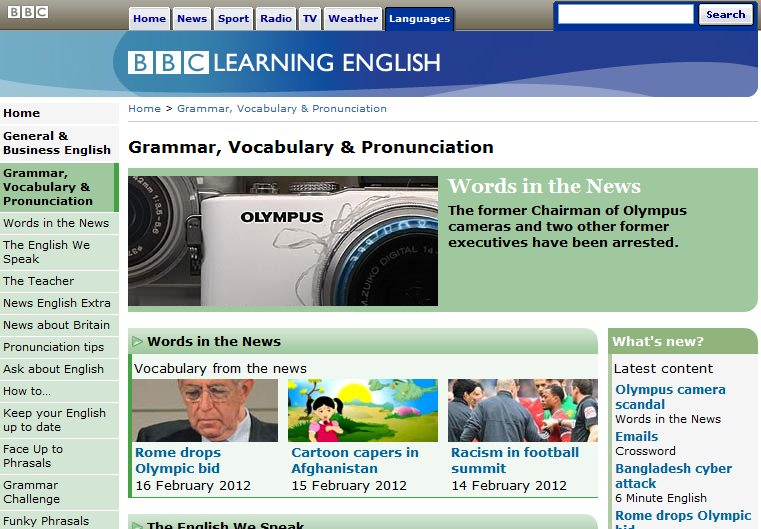 BBC
Home News Sport Radio TV Weather Languages Search
BBC LEARNING ENGLISH
Home
General &
Business English
Grammar,
Vocabulary &
Pronunciation
Words in the News
The English We
Speak
The Teacher
News English Extra
News about Britain
Pronunciation tips
Ask about English
How to...
Keep your English
up to date
Face Up to
Phrasals
Grammar
Challenge
Funky Phrasals
Home > Grammar, Vocabulary & Pronunciation
Grammar, Vocabulary & Pronunciation
OLYMPUS
M.ZUIKO DIGITAL 14
Words in the News
The former Chairman of Olympus
cameras and two other former
executives have been arrested.
Words in the News
Vocabulary from the news
Rome drops
Olympic bid
16 February 2012
Cartoon capers in
Afghanistan
15 February 2012
Racism in football
summit
14 February 2012
The English We Speak
What's new?
Latest content
Olympus camera
scandal
Words in the News
Emails
Crossword
Bangladesh cyber
attack
6 Minute English
Rome drops Olympic
bid